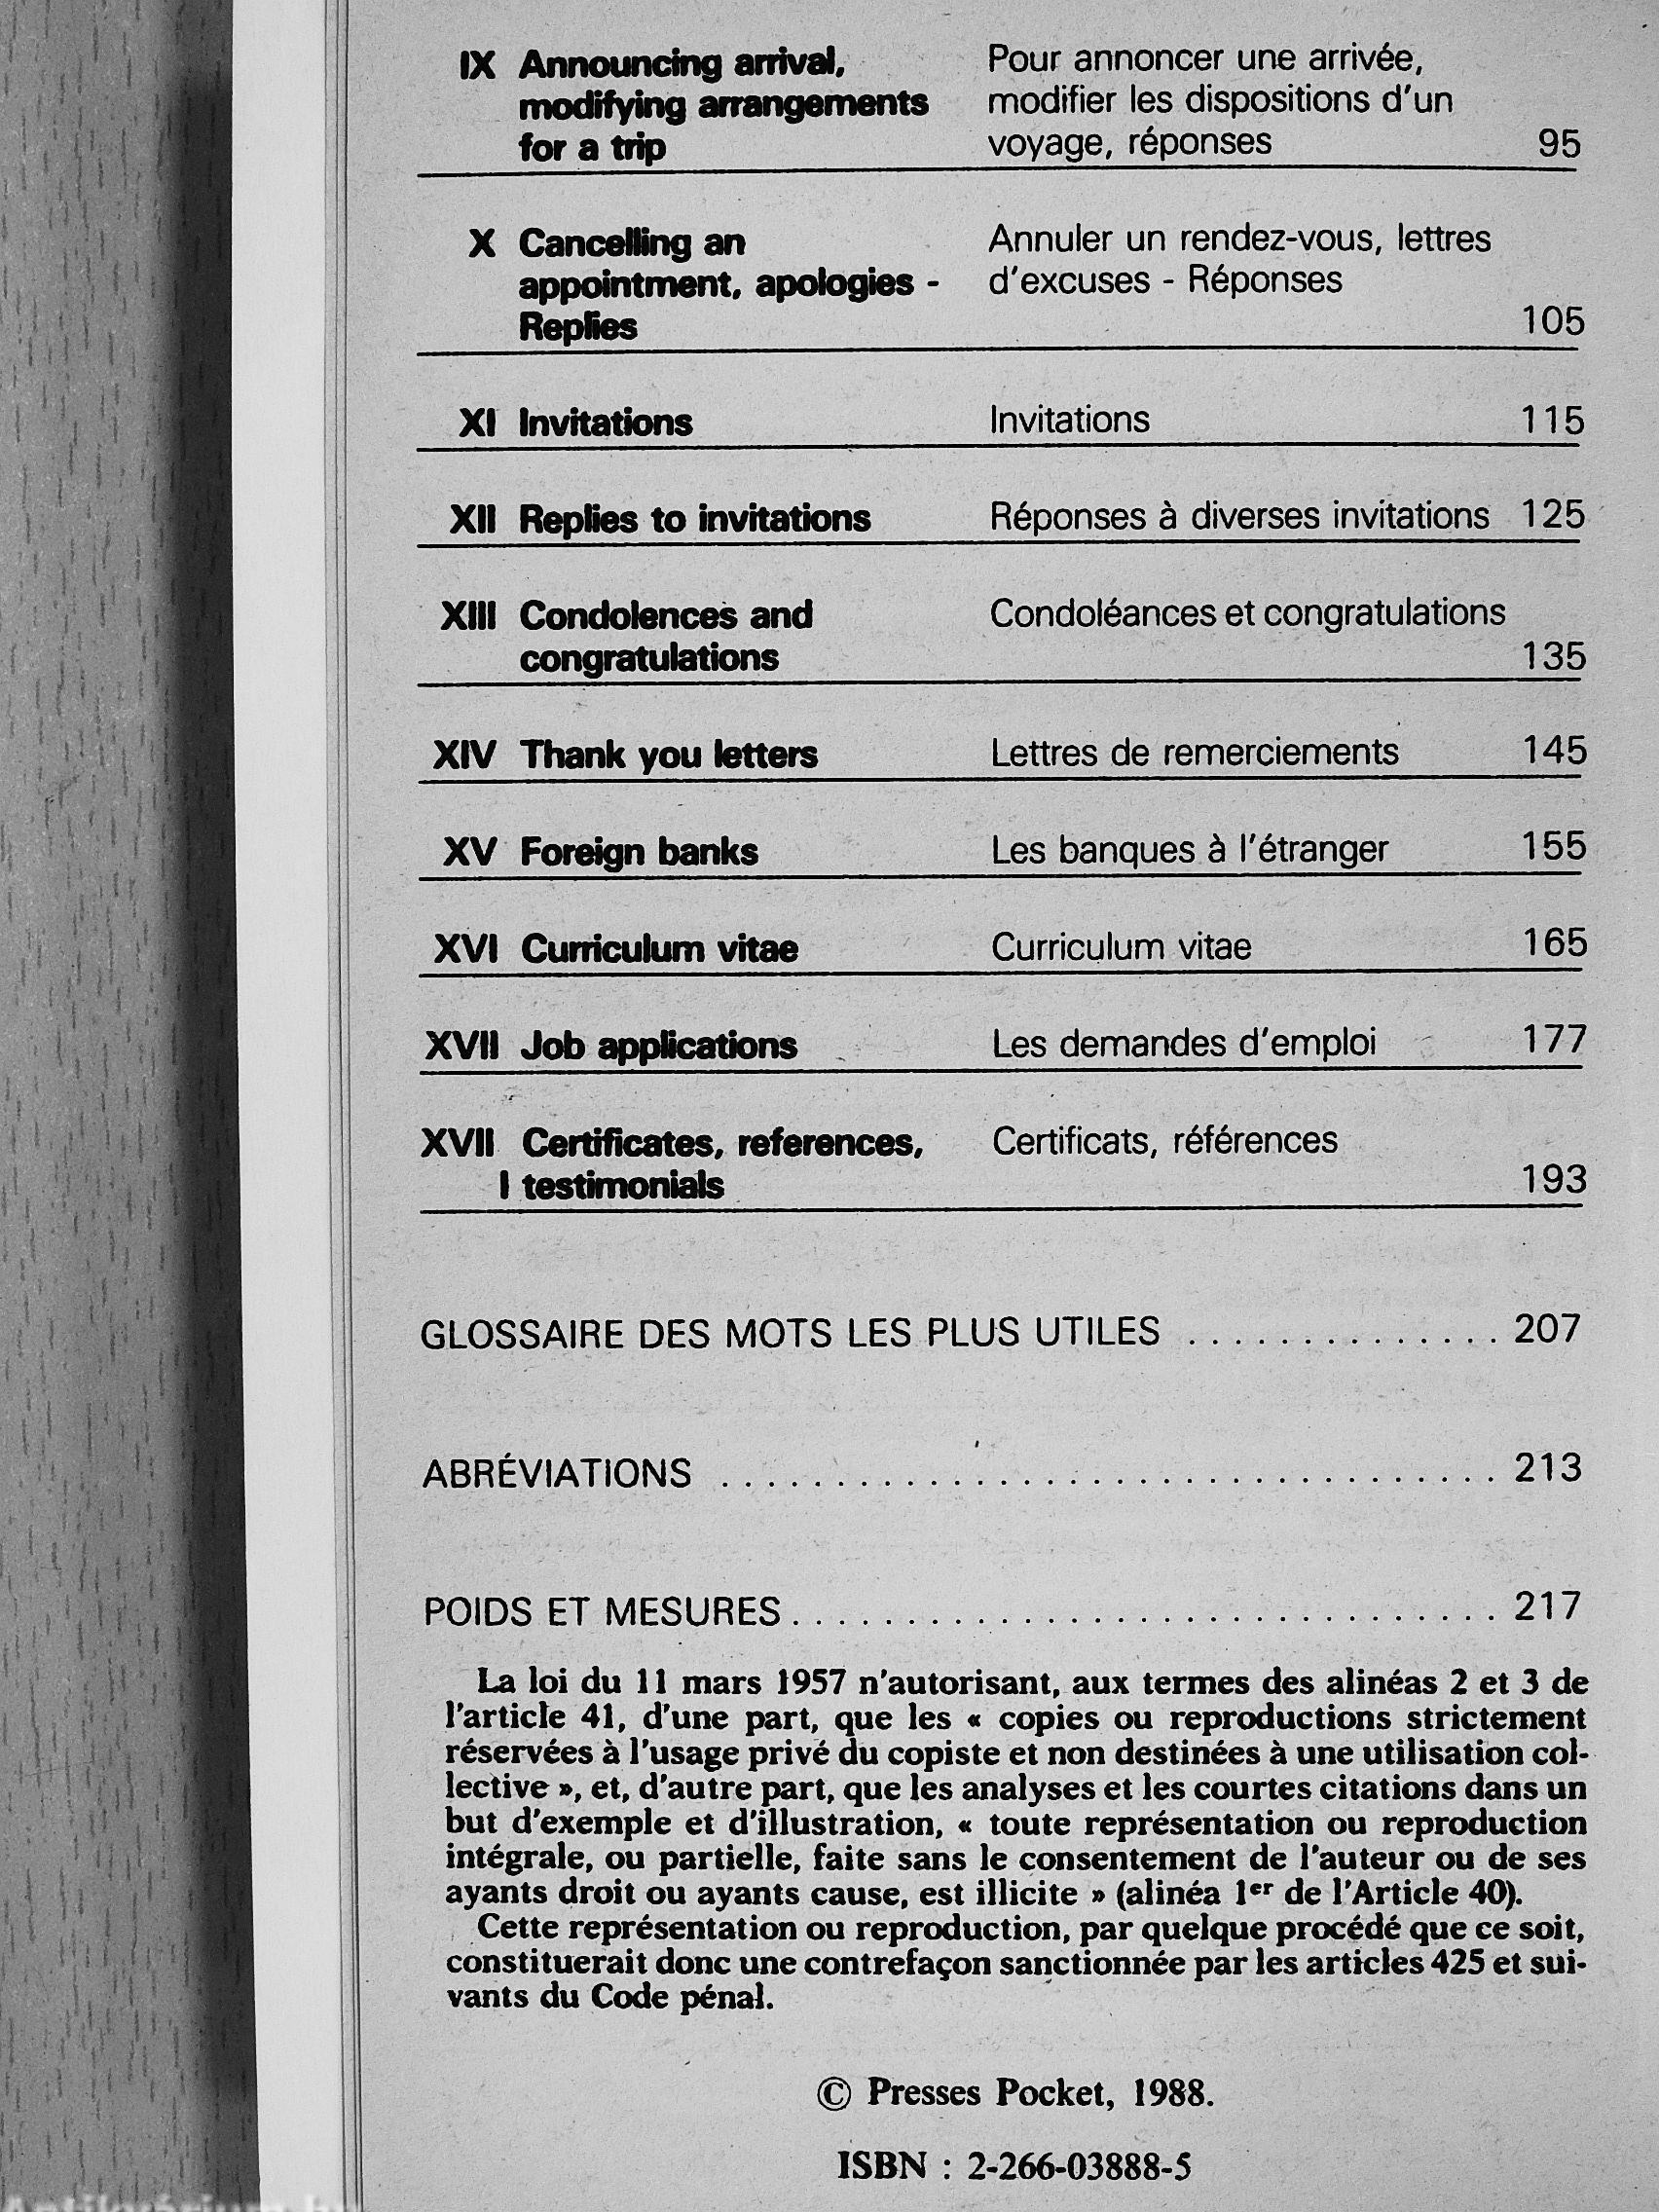 IX Announcing arrival, Pour annoncer une arrivée,
modifying arrangements modifier les dispositions d'un
for a trip voyage, réponses 95
X Cancelling an Annuler un rendez-vous, lettres
appointment, apologies - d'excuses - Réponses
Replies 105
XI Invitations Invitations 115
XII Replies to invitations Réponses à diverses invitations 125
XIII Condolences and Condoléances et congratulations
congratulations 135
XIV Thank you letters Lettres de remerciements 145
XV Foreign banks Les banques à l'étranger 155
XVI Curriculum vitae Curriculum vitae 165
XVII Job applications Les demandes d'emploi 177
XVII Certificates, references, Certificats, références
I testimonials 193
GLOSSAIRE DES MOTS LES PLUS UTILES .............. 207
ABRÉVIATIONS .................................. 213
POIDS ET MESURES............................... 217
La loi du 11 mars 1957 n'autorisant, aux termes des alinéas 2 et 3 de
l'article 41, d'une part, que les « copies ou reproductions strictement
réservées à l'usage privé du copiste et non destinées à une utilisation col-
lective », et, d'autre part, que les analyses et les courtes citations dans un
but d'exemple et d'illustration, « toute représentation ou reproduction
intégrale, ou partielle, faite sans le consentement de l'auteur ou de ses
ayants droit ou ayants cause, est illicite » (alinéa 1er de l'Article 40).
Cette représentation ou reproduction, par quelque procédé que ce soit,
constituerait donc une contrefaçon sanctionnée par les articles 425 et sui-
vants du Code pénal.
© Presses Pocket, 1988.
ISBN : 2-266-03888-5